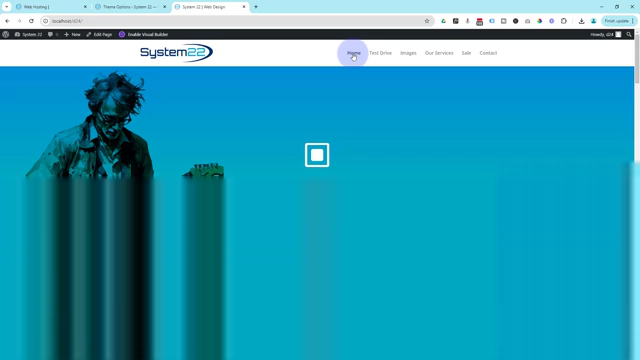 Web Hosting |
Theme Options - System 22 —
System 22 | Web Design
localhost/d24/
Finish update
System 22
New
Edit Page
Enable Visual Builder
Howdy, d24
System22
Home
Test Drive
Images
Our Services
Sale
Contact